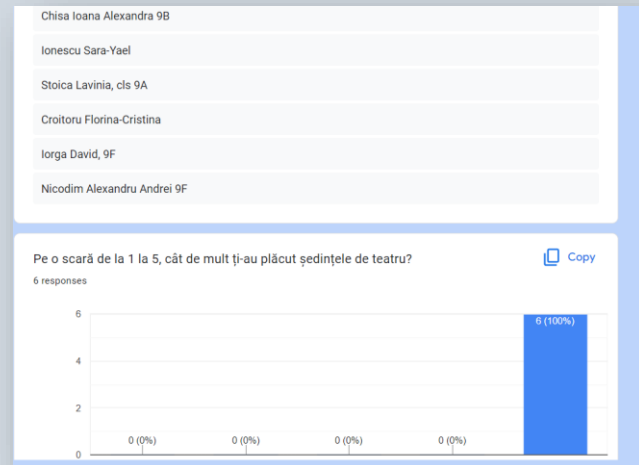 Chisa Ioana Alexandra 9B
Ionescu Sara-Yael
Stoica Lavinia, cls 9A
Croitoru Florina-Cristina
Iorga David, 9F
Nicodim Alexandru Andrei 9F
Pe o scară de la 1 la 5, cât de mult ți-au plăcut ședințele de teatru?
Copy
6 responses
6
6 (100%)
4
2
0 (0%)
0 (0%)
0 (0%)
0 (0%)
0